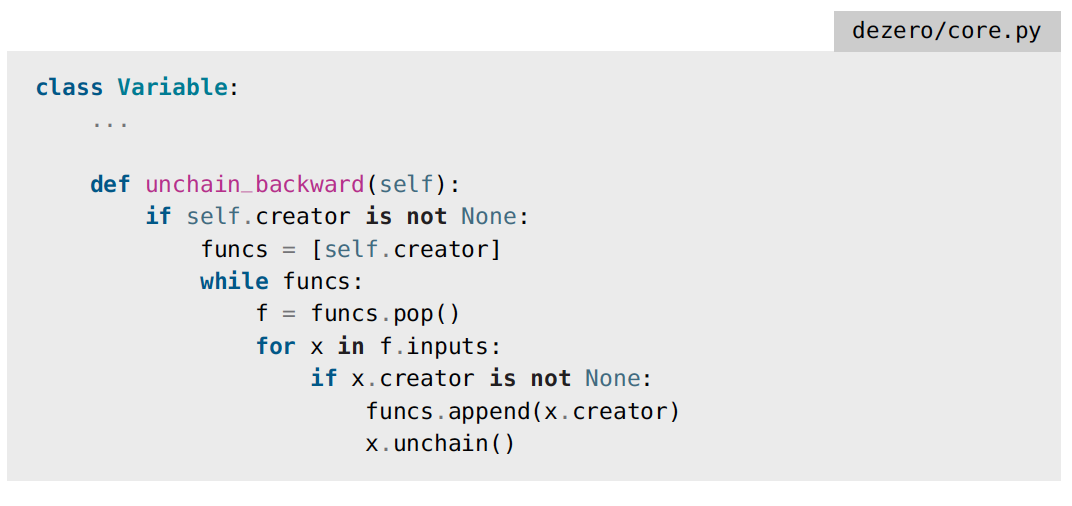 dezero/core.py
class Variable:
    ...
    def unchain_backward(self):
        if self.creator is not None:
            funcs = [self.creator]
            while funcs:
                f = funcs.pop()
                for x in f.inputs:
                    if x.creator is not None:
                        funcs.append(x.creator)
                        x.unchain()